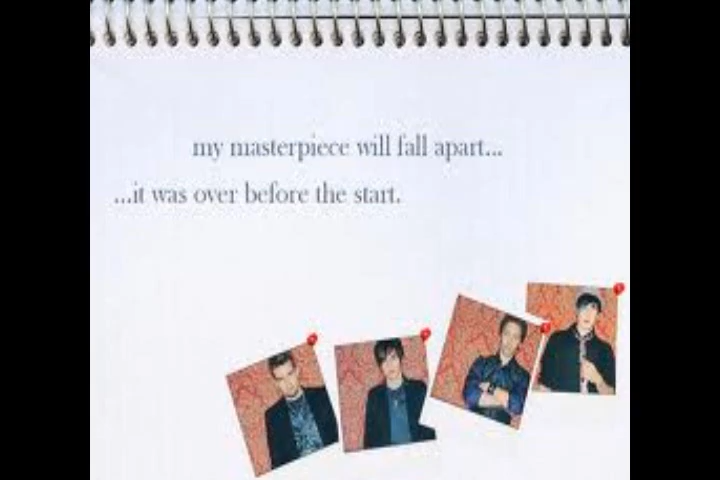 my masterpiece will fall apart...
...it was over before the start.